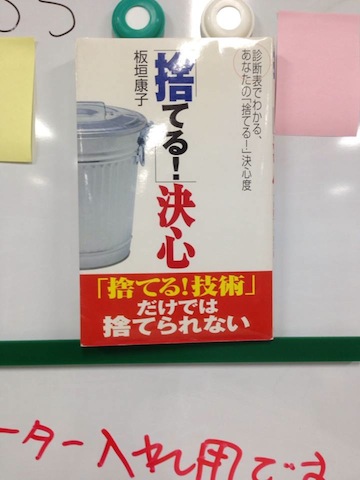 診断表でわかる、
あなたの「捨てる!」決心度
「捨てる!」決心
板垣康子
「捨てる!技術」
だけでは
捨てられない
ーター入れ用です